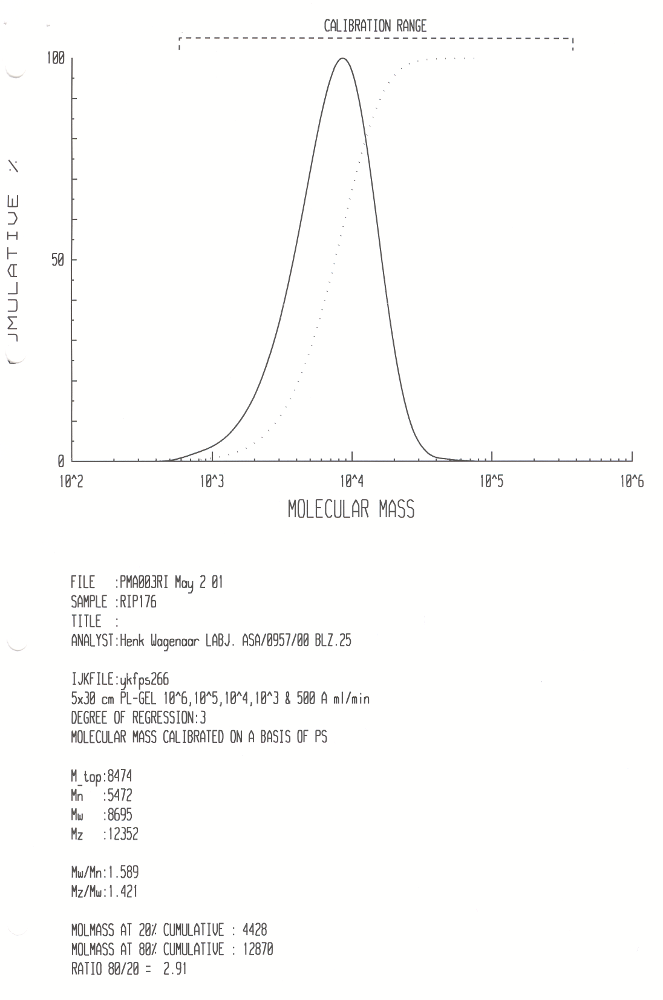 CALIBRATION RANGE
100
50
0
JMULATIVE %
10^2 10^3 10^4 10^5 10^6
MOLECULAR MASS
FILE :PMA003RI May 2 01
SAMPLE :RIP176
TITLE :
ANALYST:Henk Wagenaar LABJ. ASA/0957/00 BLZ.25
IJKFILE:ykfps266
5x30 cm PL-GEL 10^6,10^5,10^4,10^3 & 500 A ml/min
DEGREE OF REGRESSION:3
MOLECULAR MASS CALIBRATED ON A BASIS OF PS
M_top:8474
Mn :5472
Mw :8695
Mz :12352
Mw/Mn:1.589
Mz/Mw:1.421
MOLMASS AT 20% CUMULATIVE : 4428
MOLMASS AT 80% CUMULATIVE : 12870
RATIO 80/20 = 2.91